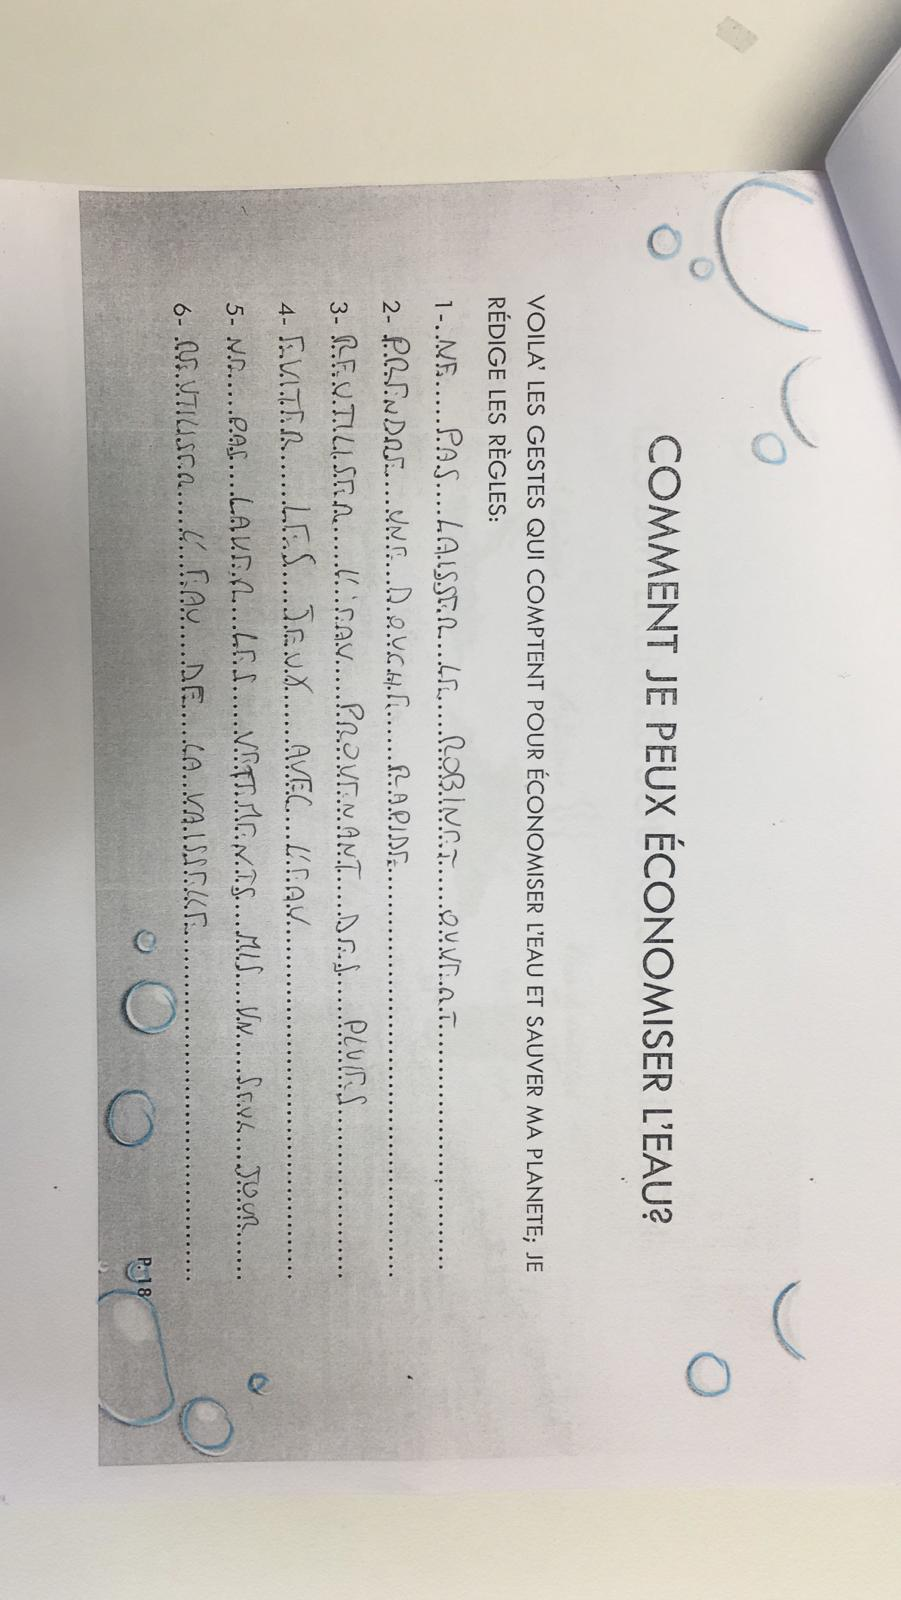 COMMENT JE PEUX ÉCONOMISER L'EAU?
VOILA' LES GESTES QUI COMPTENT POUR ÉCONOMISER L'EAU ET SAUVER MA PLANETE; JE
RÉDIGE LES RÈGLES:
1- NE PAS LAISSER LE ROBINET OUVERT
2- PRENDRE UNE DOUCHE RAPIDE
3- REUTILISER L'EAU PROVENANT DES PLUIES
4- EVITER LES JEUX AVEC L'EAU
5- NE PAS LAVER LES VETEMENTS MIS UN SEUL JOUR
6- REUTILISER L'EAU DE LA VAISSELLE
P. 18